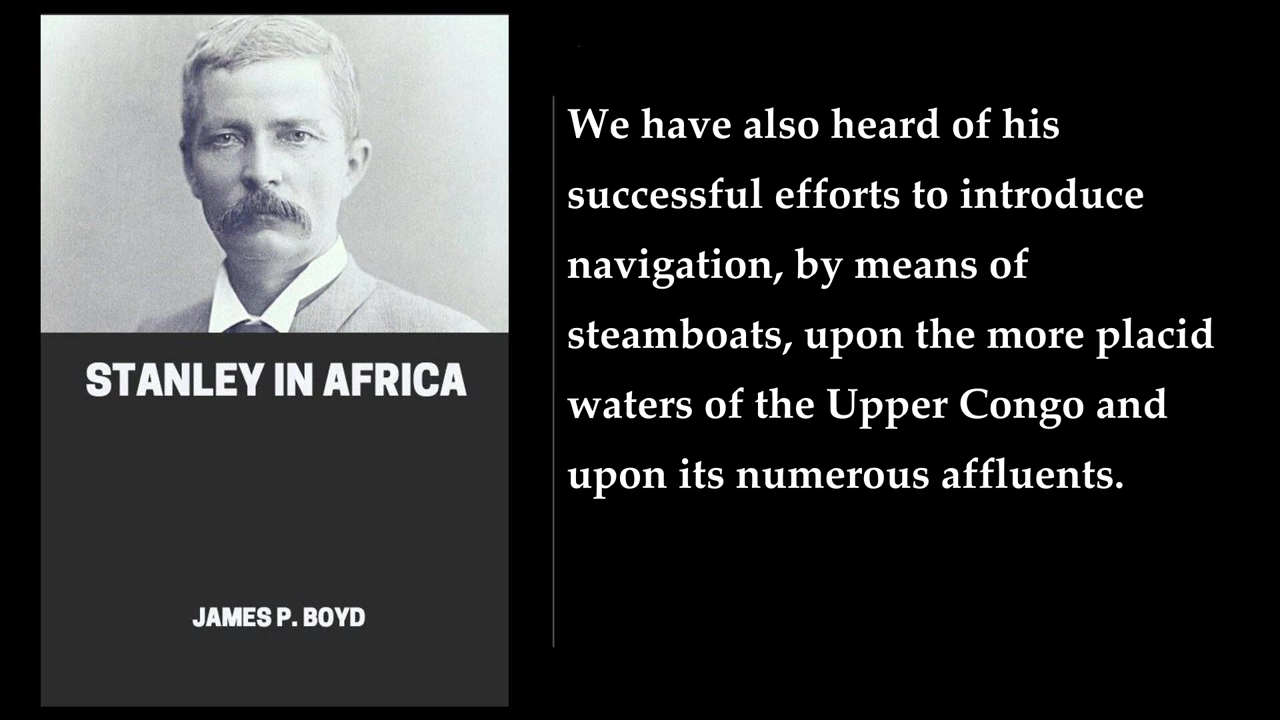 STANLEY IN AFRICA
JAMES P. BOYD
We have also heard of his
successful efforts to introduce
navigation, by means of
steamboats, upon the more placid
waters of the Upper Congo and
upon its numerous affluents.